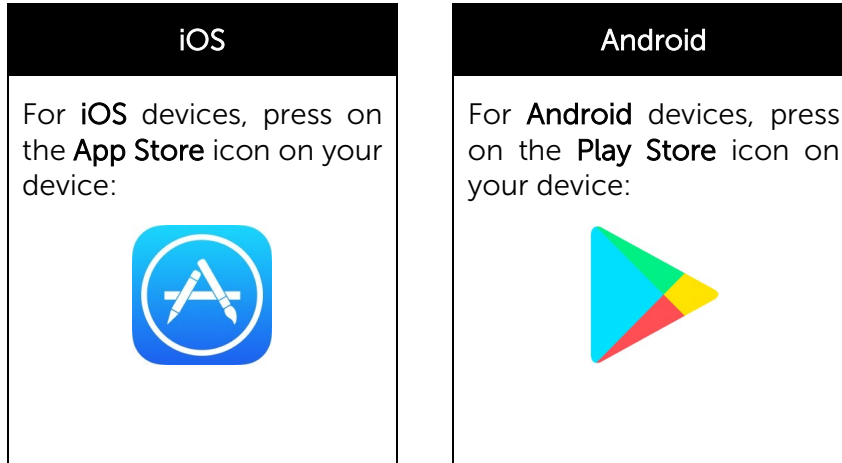 iOS
For iOS devices, press on
the App Store icon on your
device:
Android
For Android devices, press
on the Play Store icon on
your device: